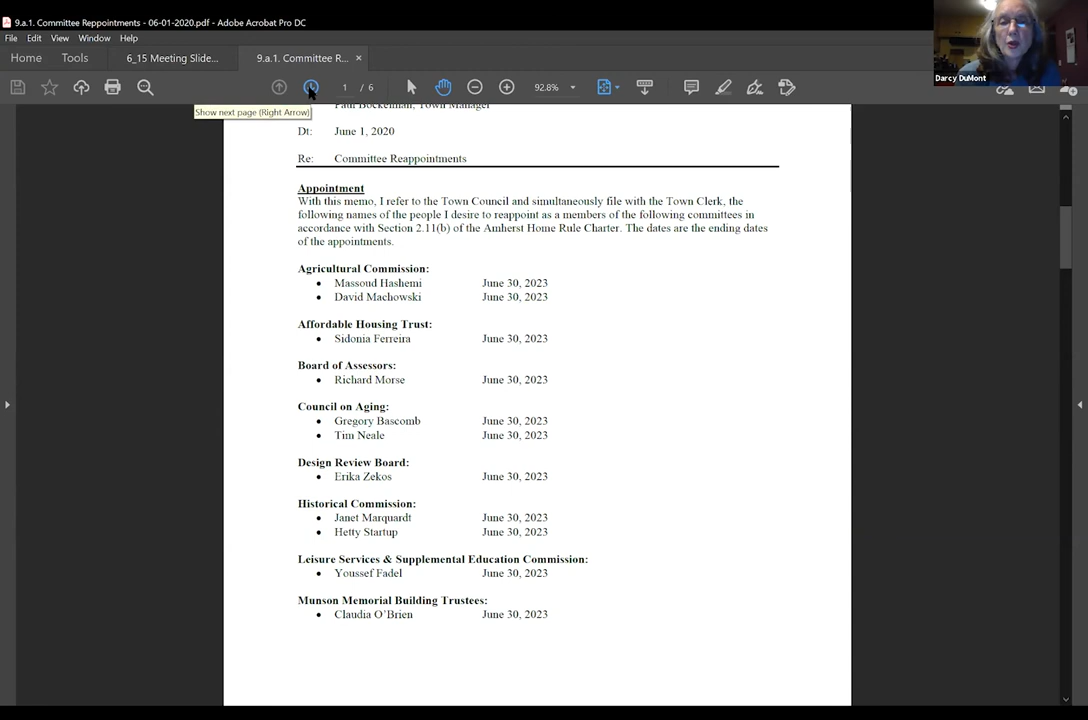 9.a.1. Committee Reppointments - 06-01-2020.pdf - Adobe Acrobat Pro DC
File Edit View Window Help
Home Tools 6_15 Meeting Slide... 9.a.1. Committee R... ×
1 / 6 92.8%
Show next page (Right Arrow)
Darcy DuMont
Paul Bockelman, Town Manager
Dt: June 1, 2020
Re: Committee Reappointments
Appointment
With this memo, I refer to the Town Council and simultaneously file with the Town Clerk, the
following names of the people I desire to reappoint as a members of the following committees in
accordance with Section 2.11(b) of the Amherst Home Rule Charter. The dates are the ending dates
of the appointments.
Agricultural Commission:
• Massoud Hashemi June 30, 2023
• David Machowski June 30, 2023
Affordable Housing Trust:
• Sidonia Ferreira June 30, 2023
Board of Assessors:
• Richard Morse June 30, 2023
Council on Aging:
• Gregory Bascomb June 30, 2023
• Tim Neale June 30, 2023
Design Review Board:
• Erika Zekos June 30, 2023
Historical Commission:
• Janet Marquardt June 30, 2023
• Hetty Startup June 30, 2023
Leisure Services & Supplemental Education Commission:
• Youssef Fadel June 30, 2023
Munson Memorial Building Trustees:
• Claudia O'Brien June 30, 2023